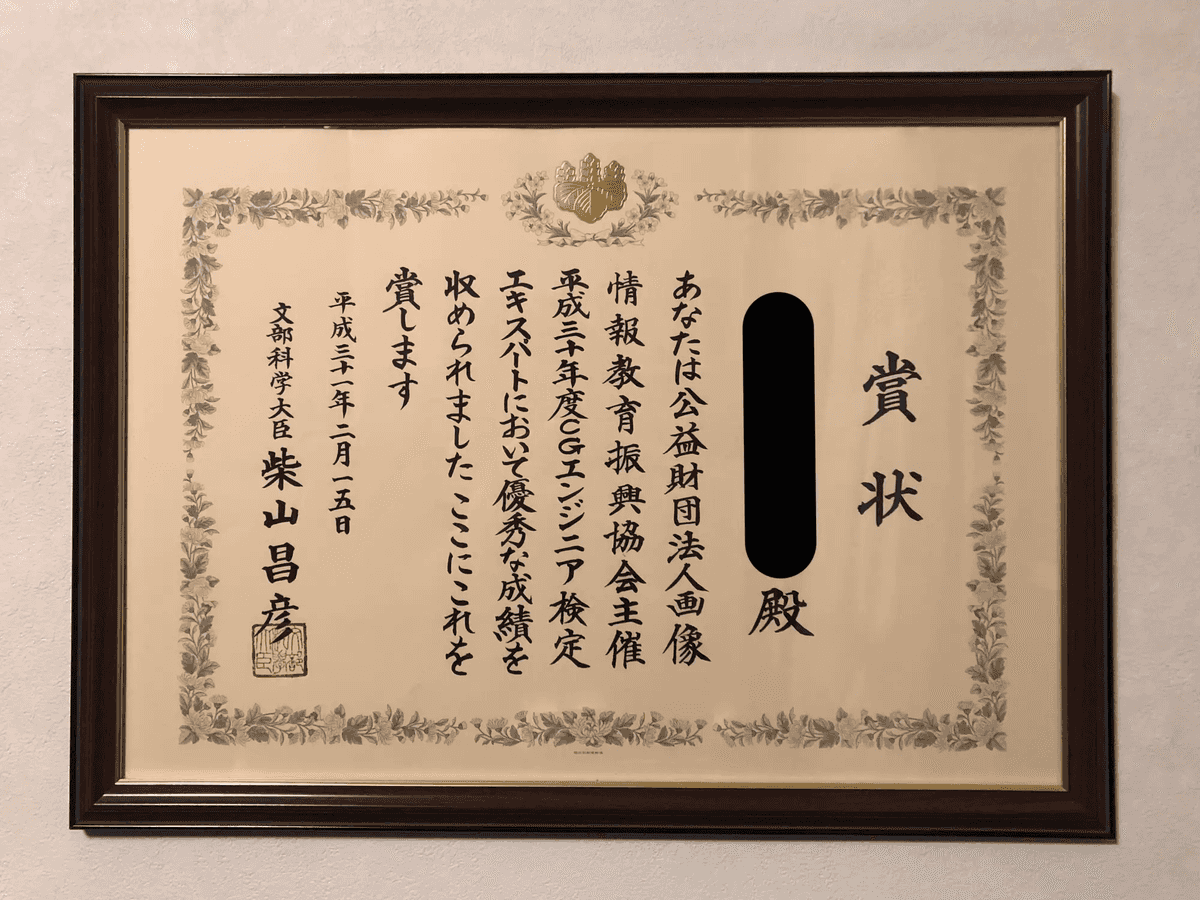 賞状
殿
あなたは公益財団法人画像
情報教育振興協会主催
平成三十年度CGエンジニア検定
エキスパートにおいて優秀な成績を
収められました ここにこれを
賞します
平成三十一年二月一五日
文部科学大臣 柴山昌彦